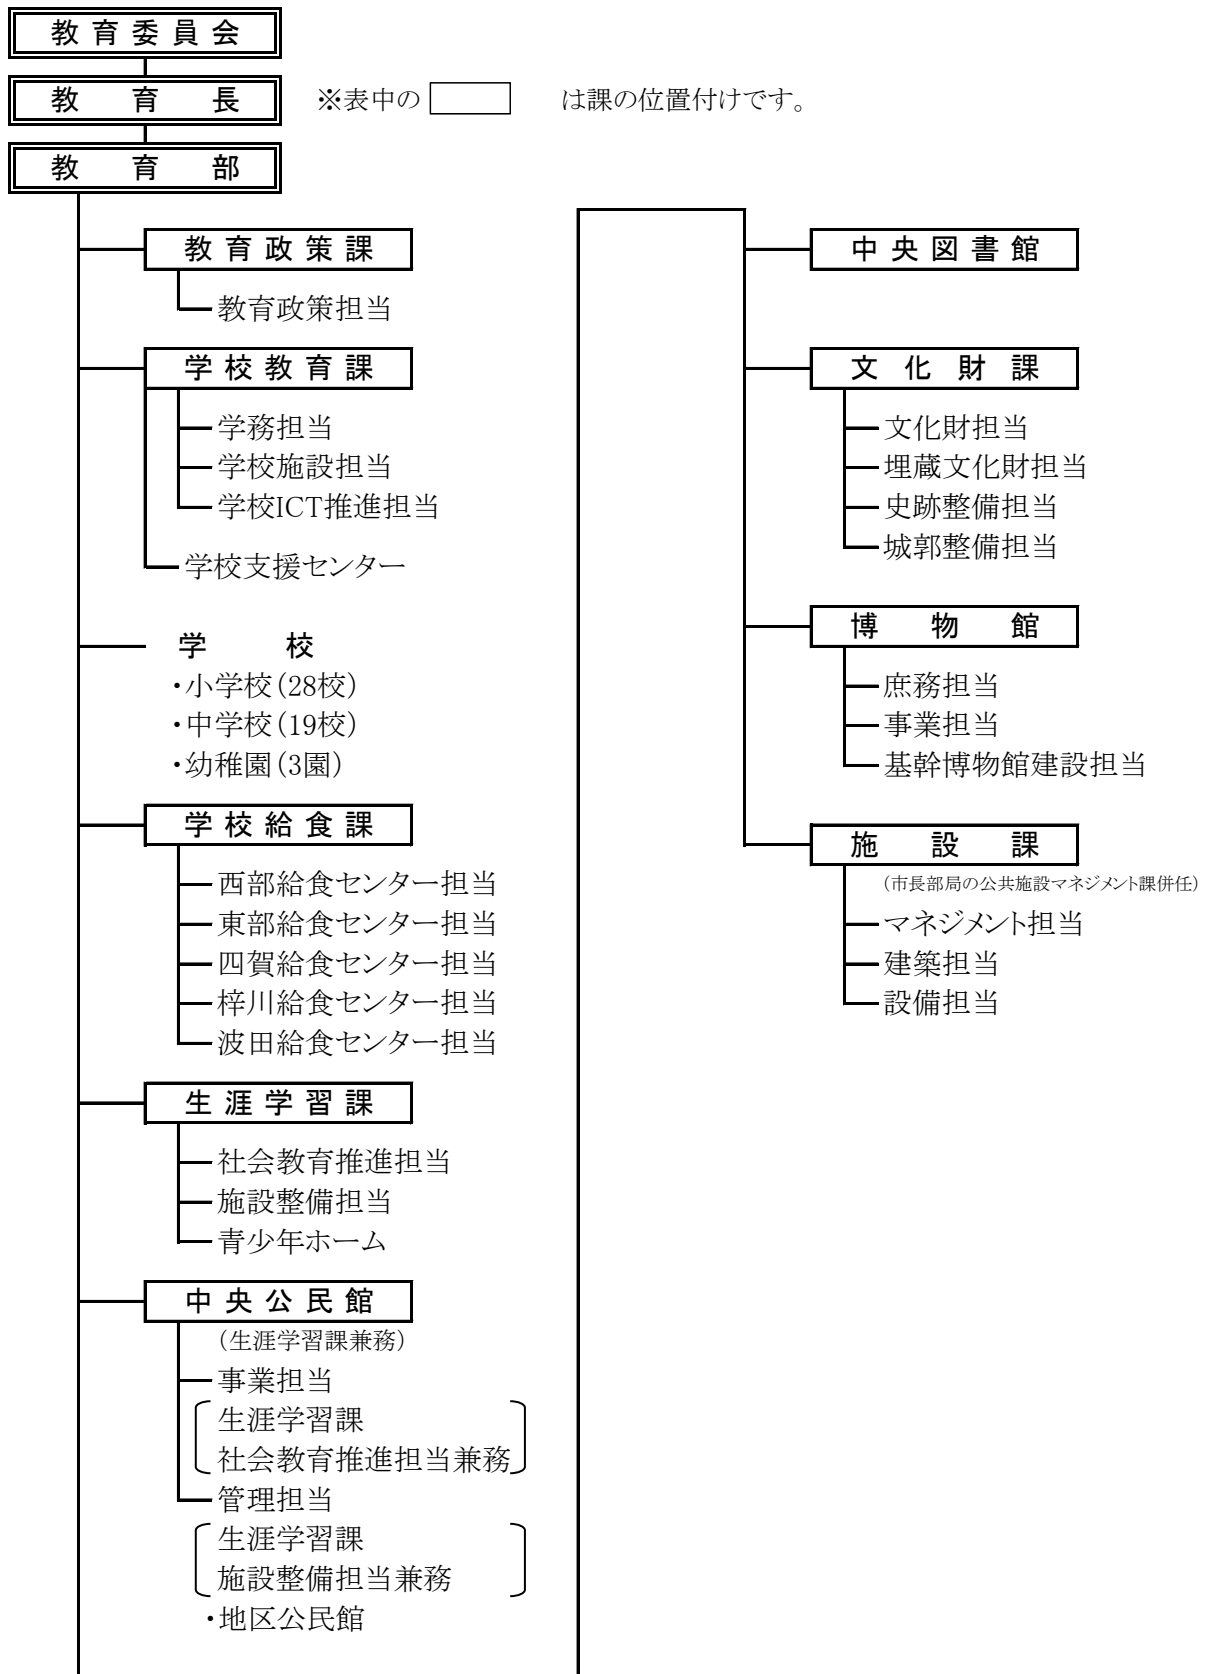 教育委員会
教育長
※表中の は課の位置付けです。
教育部
教育政策課
教育政策担当
学校教育課
学務担当
学校施設担当
学校ICT推進担当
学校支援センター
学校
・小学校(28校)
・中学校(19校)
・幼稚園(3園)
学校給食課
西部給食センター担当
東部給食センター担当
四賀給食センター担当
梓川給食センター担当
波田給食センター担当
生涯学習課
社会教育推進担当
施設整備担当
青少年ホーム
中央公民館
(生涯学習課兼務)
事業担当
生涯学習課
社会教育推進担当兼務
管理担当
生涯学習課
施設整備担当兼務
・地区公民館
中央図書館
文化財課
文化財担当
埋蔵文化財担当
史跡整備担当
城郭整備担当
博物館
庶務担当
事業担当
基幹博物館建設担当
施設課
(市長部局の公共施設マネジメント課併任)
マネジメント担当
建築担当
設備担当